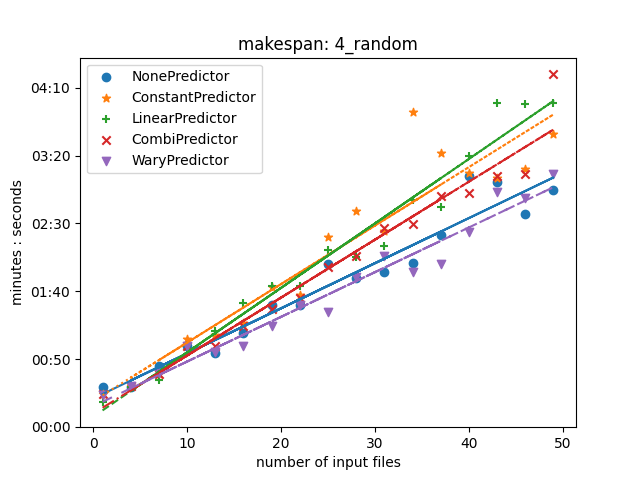 makespan: 4_random
NonePredictor
ConstantPredictor
LinearPredictor
CombiPredictor
WaryPredictor
minutes : seconds
04:10
03:20
02:30
01:40
00:50
00:00
0 10 20 30 40 50
number of input files